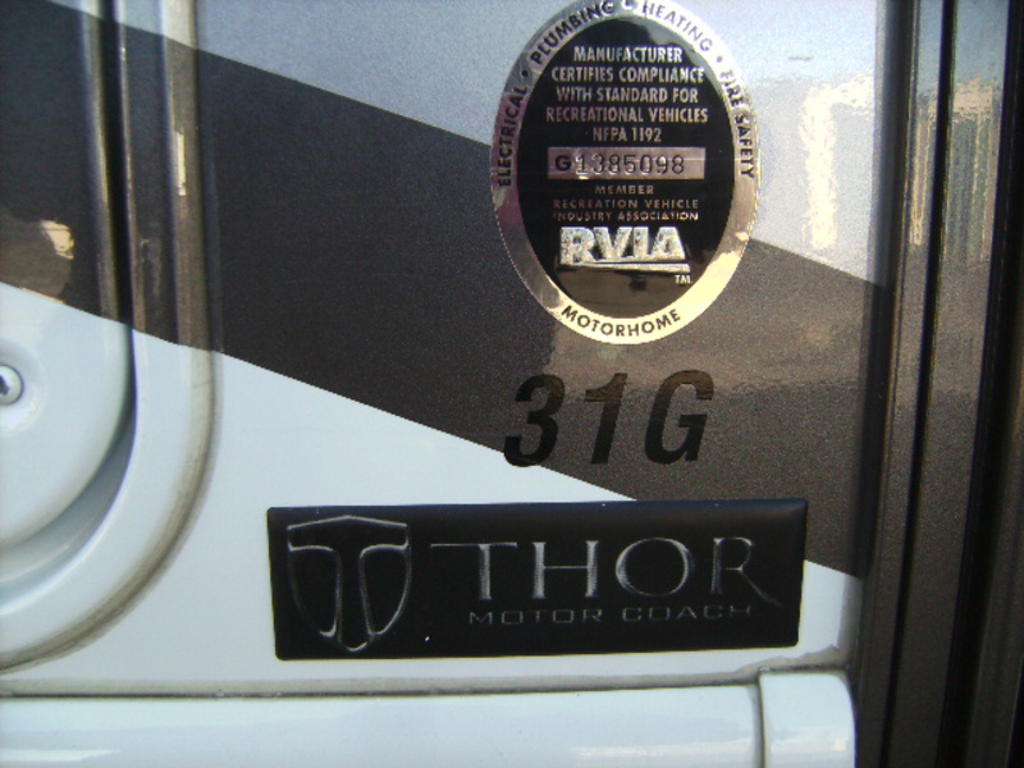 ELECTRICAL • PLUMBING • HEATING • FIRE SAFETY
MANUFACTURER
CERTIFIES COMPLIANCE
WITH STANDARD FOR
RECREATIONAL VEHICLES
NFPA 1192
G1385098
MEMBER
RECREATION VEHICLE
INDUSTRY ASSOCIATION
RVIA
TM
MOTORHOME
31G
THOR
MOTOR COACH